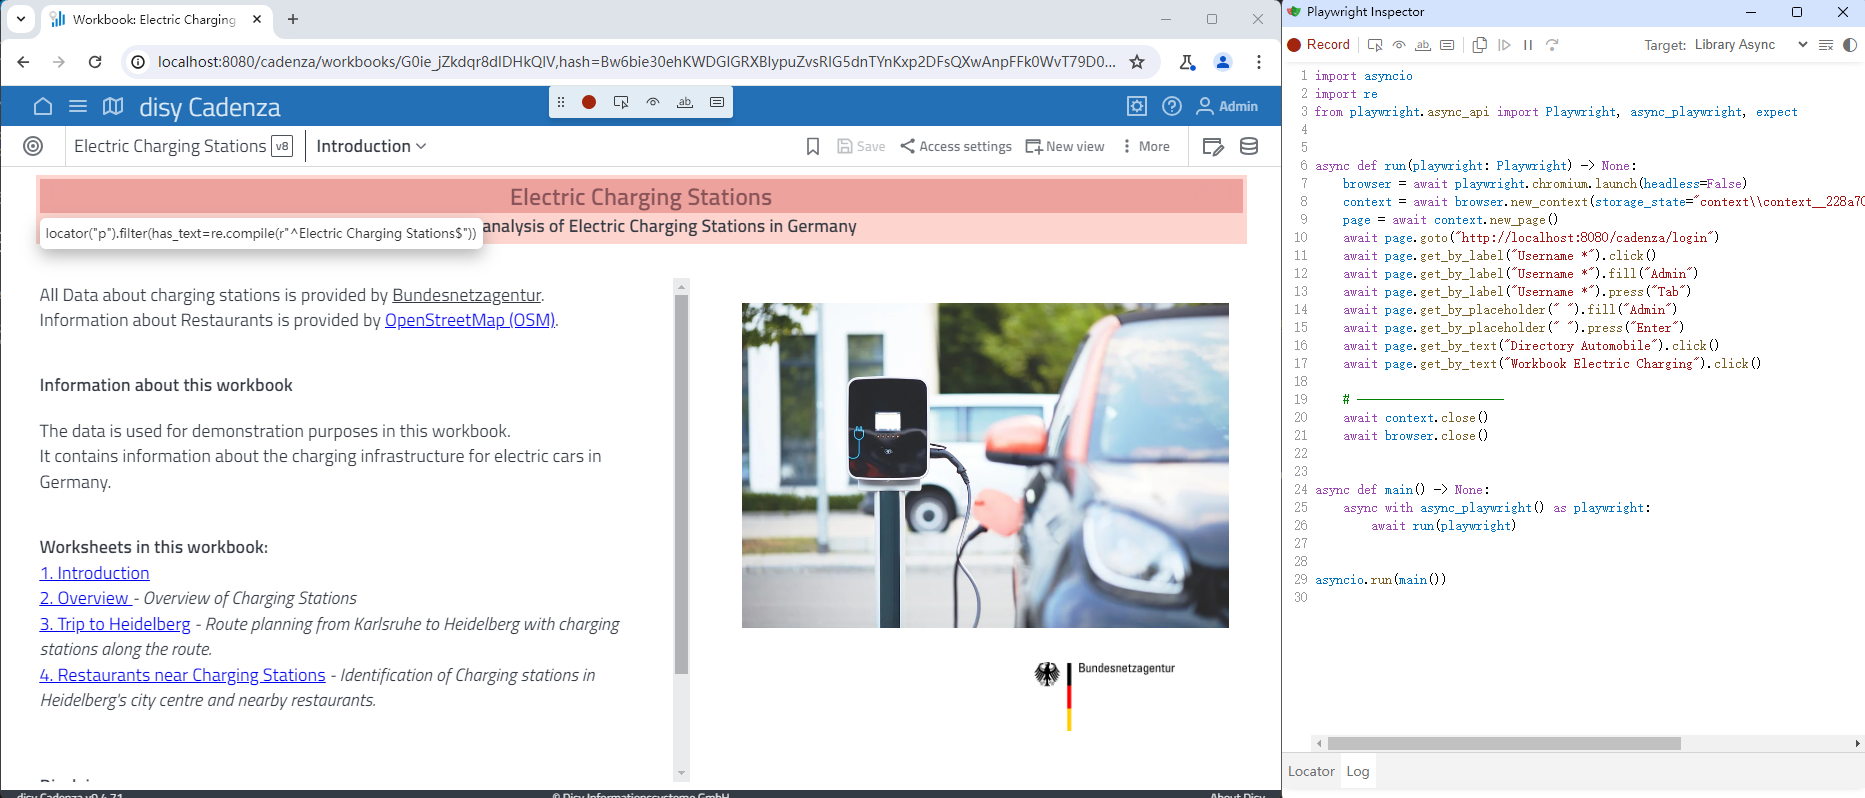 Workbook: Electric Charging
localhost:8080/cadenza/workbooks/
disy Cadenza
Admin
Electric Charging Stations v8
Introduction
Save
Access settings
New view
More
Electric Charging Stations
analysis of Electric Charging Stations in Germany
locator("p").filter(has_text=re.compile(r"^Electric Charging Stations$"))
All Data about charging stations is provided by Bundesnetzagentur.
Information about Restaurants is provided by OpenStreetMap (OSM).
Information about this workbook
The data is used for demonstration purposes in this workbook.
It contains information about the charging infrastructure for electric cars in
Germany.
Worksheets in this workbook:
1. Introduction
2. Overview - Overview of Charging Stations
3. Trip to Heidelberg - Route planning from Karlsruhe to Heidelberg with charging
stations along the route.
4. Restaurants near Charging Stations - Identification of Charging stations in
Heidelberg's city centre and nearby restaurants.
Bundesnetzagentur
Playwright Inspector
Record
ab
Target: Library Async
1 import asyncio
2 import re
3 from playwright.async_api import Playwright, async_playwright, expect
4
5
6 async def run(playwright: Playwright) -> None:
7 browser = await playwright.chromium.launch(headless=False)
8 context = await browser.new_context(storage_state="context\\context__228a70
9 page = await context.new_page()
10 await page.goto("http://localhost:8080/cadenza/login")
11 await page.get_by_label("Username *").click()
12 await page.get_by_label("Username *").fill("Admin")
13 await page.get_by_label("Username *").press("Tab")
14 await page.get_by_placeholder(" ").fill("Admin")
15 await page.get_by_placeholder(" ").press("Enter")
16 await page.get_by_text("Directory Automobile").click()
17 await page.get_by_text("Workbook Electric Charging").click()
18
19 # ---------------------
20 await context.close()
21 await browser.close()
22
23
24 async def main() -> None:
25 async with async_playwright() as playwright:
26 await run(playwright)
27
28
29 asyncio.run(main())
30
Locator
Log